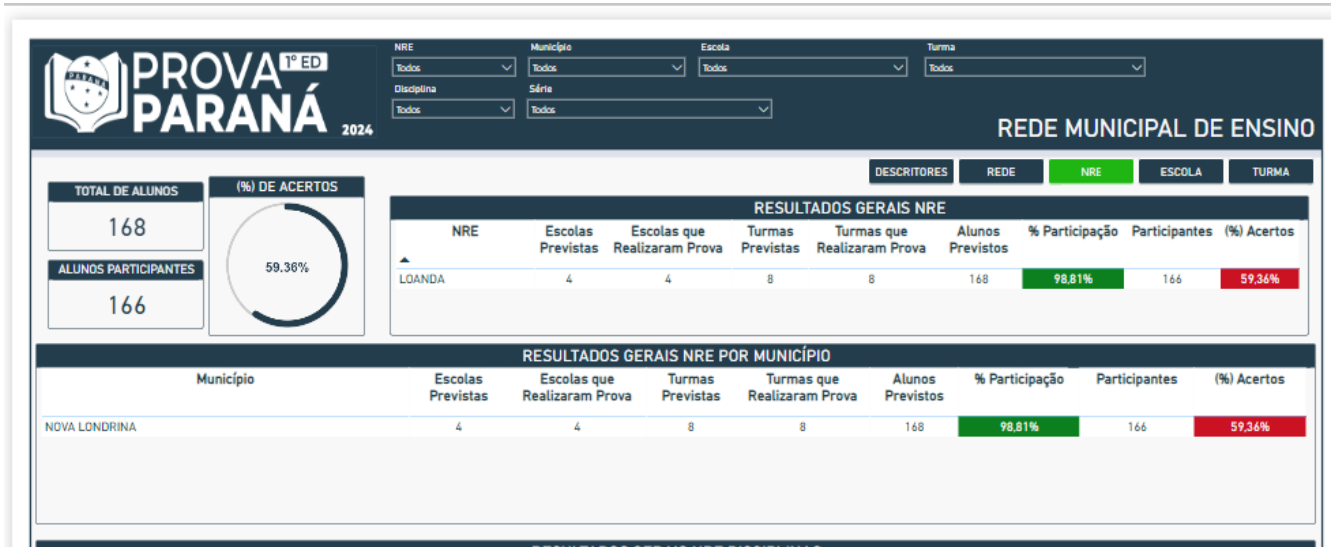 PARANÁ
PROVA 1º ED
PARANÁ 2024
NRE Município Escola Turma
Todos Todos Todos Todos
Disciplina Série
Todos Todos
REDE MUNICIPAL DE ENSINO
DESCRITORES REDE NRE ESCOLA TURMA
TOTAL DE ALUNOS
168
ALUNOS PARTICIPANTES
166
(%) DE ACERTOS
59.36%
RESULTADOS GERAIS NRE
NRE Escolas Previstas Escolas que Realizaram Prova Turmas Previstas Turmas que Realizaram Prova Alunos Previstos % Participação Participantes (%) Acertos
LOANDA 4 4 8 8 168 98,81% 166 59,36%
RESULTADOS GERAIS NRE POR MUNICÍPIO
Município Escolas Previstas Escolas que Realizaram Prova Turmas Previstas Turmas que Realizaram Prova Alunos Previstos % Participação Participantes (%) Acertos
NOVA LONDRINA 4 4 8 8 168 98,81% 166 59,36%